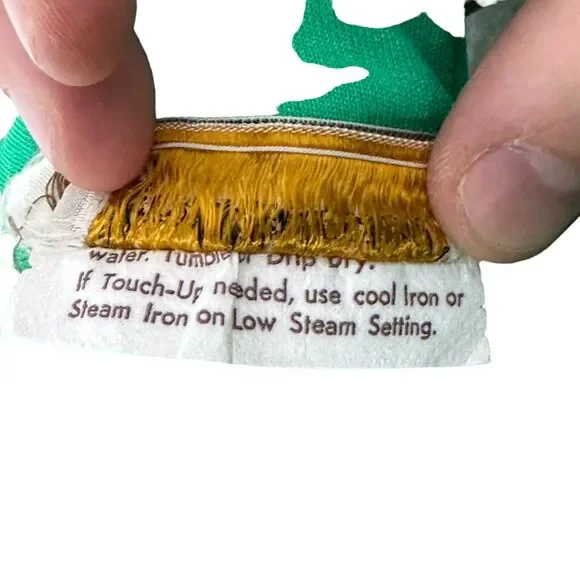 water. Tumble or Drip Dry.
If Touch-Up needed, use cool Iron or
Steam Iron on Low Steam Setting.